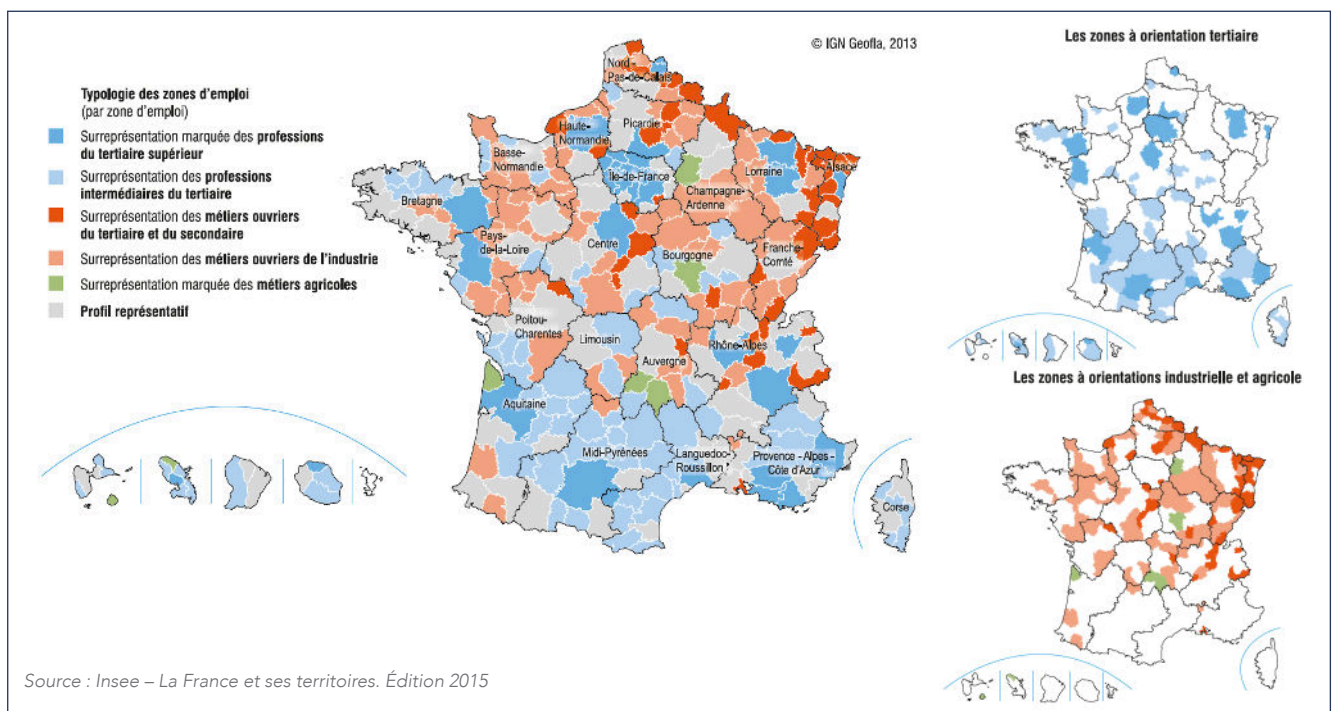 © IGN Geofla, 2013
Typologie des zones d'emploi
(par zone d'emploi)
Surreprésentation marquée des professions
du tertiaire supérieur
Surreprésentation des professions
intermédiaires du tertiaire
Surreprésentation des métiers ouvriers
du tertiaire et du secondaire
Surreprésentation des métiers ouvriers de l'industrie
Surreprésentation marquée des métiers agricoles
Profil représentatif
Nord -
Pas-de-Calais
Picardie
Haute-
Normandie
Basse-
Normandie
Île-de-France
Lorraine
Alsace
Champagne-
Ardenne
Bretagne
Pays-
de-la-Loire
Centre
Bourgogne
Franche-
Comté
Poitou-
Charentes
Limousin
Auvergne
Rhône-Alpes
Aquitaine
Midi-Pyrénées
Languedoc-
Roussillon
Provence - Alpes -
Côte d'Azur
Corse
Les zones à orientation tertiaire
Les zones à orientations industrielle et agricole
Source : Insee – La France et ses territoires. Édition 2015